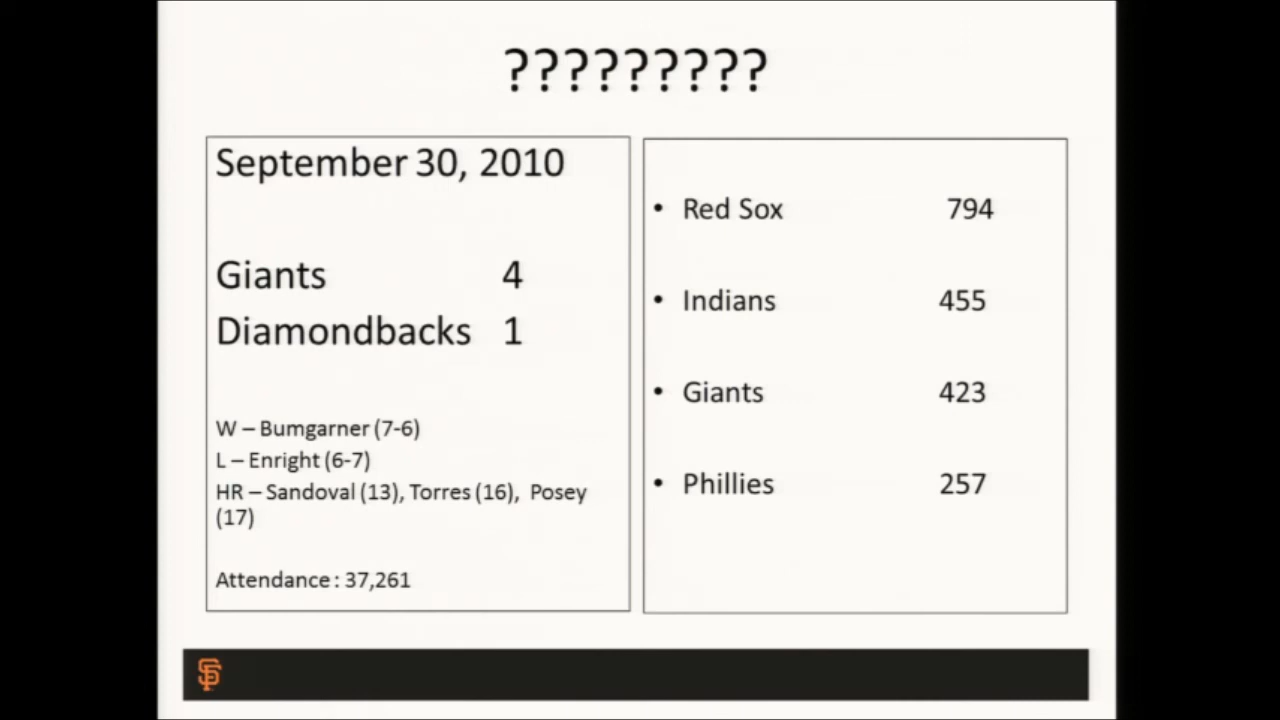 ?????????
September 30, 2010
Giants 4
Diamondbacks 1
W – Bumgarner (7-6)
L – Enright (6-7)
HR – Sandoval (13), Torres (16), Posey
(17)
Attendance : 37,261
• Red Sox 794
• Indians 455
• Giants 423
• Phillies 257
SF